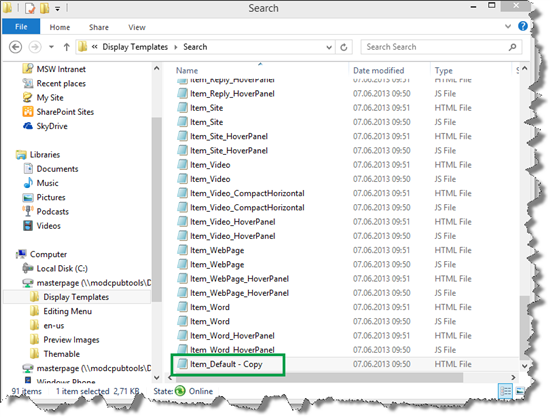 Search
File Home Share View
« Display Templates ▸ Search
Search Search
MSW Intranet
Recent places
My Site
SharePoint Sites
SkyDrive
Libraries
Documents
Music
Pictures
Podcasts
Videos
Computer
Local Disk (C:)
masterpage (\\modcpubtools\D
Display Templates
Editing Menu
en-us
Preview Images
Themable
masterpage (\\modcpubtools\D
Windows Phone
Name Date modified Type S
Item_Reply_HoverPanel 07.06.2013 09:51 HTML File
Item_Reply_HoverPanel 07.06.2013 09:50 JS File
Item_Site 07.06.2013 09:51 HTML File
Item_Site 07.06.2013 09:50 JS File
Item_Site_HoverPanel 07.06.2013 09:51 HTML File
Item_Site_HoverPanel 07.06.2013 09:50 JS File
Item_Video 07.06.2013 09:51 HTML File
Item_Video 07.06.2013 09:50 JS File
Item_Video_CompactHorizontal 07.06.2013 09:51 HTML File
Item_Video_CompactHorizontal 07.06.2013 09:50 JS File
Item_Video_HoverPanel 07.06.2013 09:51 HTML File
Item_Video_HoverPanel 07.06.2013 09:50 JS File
Item_WebPage 07.06.2013 09:51 HTML File
Item_WebPage 07.06.2013 09:50 JS File
Item_WebPage_HoverPanel 07.06.2013 09:51 HTML File
Item_WebPage_HoverPanel 07.06.2013 09:50 JS File
Item_Word 07.06.2013 09:51 HTML File
Item_Word 07.06.2013 09:50 JS File
Item_Word_HoverPanel 07.06.2013 09:51 HTML File
Item_Word_HoverPanel 07.06.2013 09:50 JS File
Item_Default - Copy 07.06.2013 09:50 HTML File
91 items 1 item selected 2,71 KB State: Online